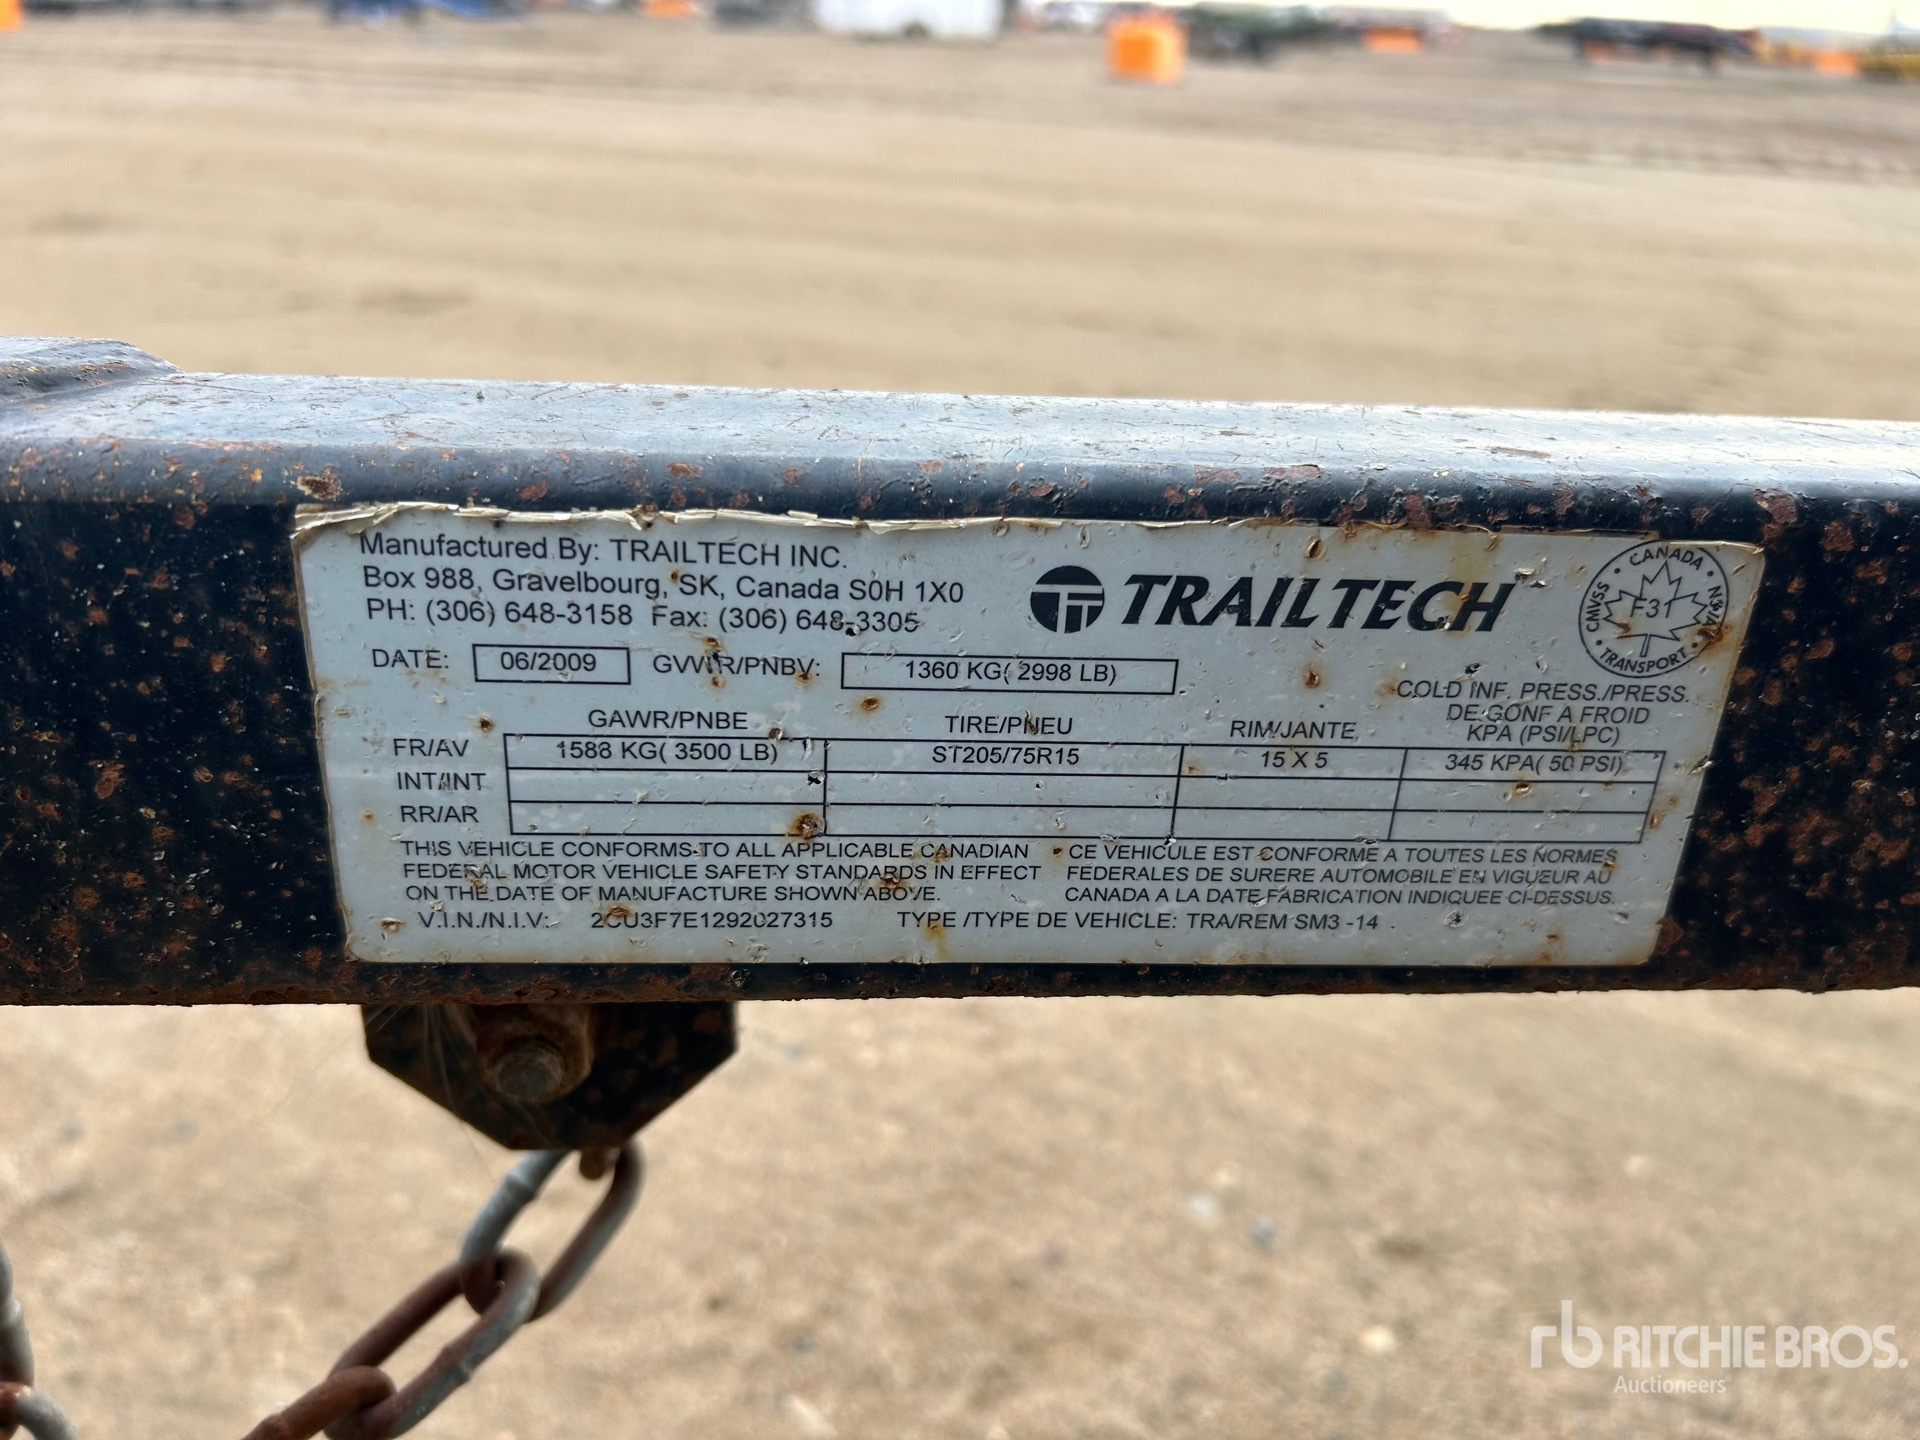 Manufactured By: TRAILTECH INC.
Box 988, Gravelbourg, SK, Canada S0H 1X0
PH: (306) 648-3158 Fax: (306) 648-3305
TRAILTECH
CANADA
CMVSS NSVAC
F31
TRANSPORT
DATE: 06/2009 GVWR/PNBV: 1360 KG( 2998 LB)
COLD INF. PRESS./PRESS.
DE GONF A FROID
KPA (PSI/LPC)
GAWR/PNBE TIRE/PNEU RIM/JANTE
FR/AV 1588 KG( 3500 LB) ST205/75R15 15 X 5 345 KPA( 50 PSI)
INT/INT
RR/AR
THIS VEHICLE CONFORMS TO ALL APPLICABLE CANADIAN
FEDERAL MOTOR VEHICLE SAFETY STANDARDS IN EFFECT
ON THE DATE OF MANUFACTURE SHOWN ABOVE.
CE VEHICULE EST CONFORME A TOUTES LES NORMES
FEDERALES DE SURERE AUTOMOBILE EN VIGUEUR AU
CANADA A LA DATE FABRICATION INDIQUEE CI-DESSUS.
V.I.N./N.I.V: 2CU3F7E1292027315 TYPE /TYPE DE VEHICLE: TRA/REM SM3 -14
rb RITCHIE BROS.
Auctioneers